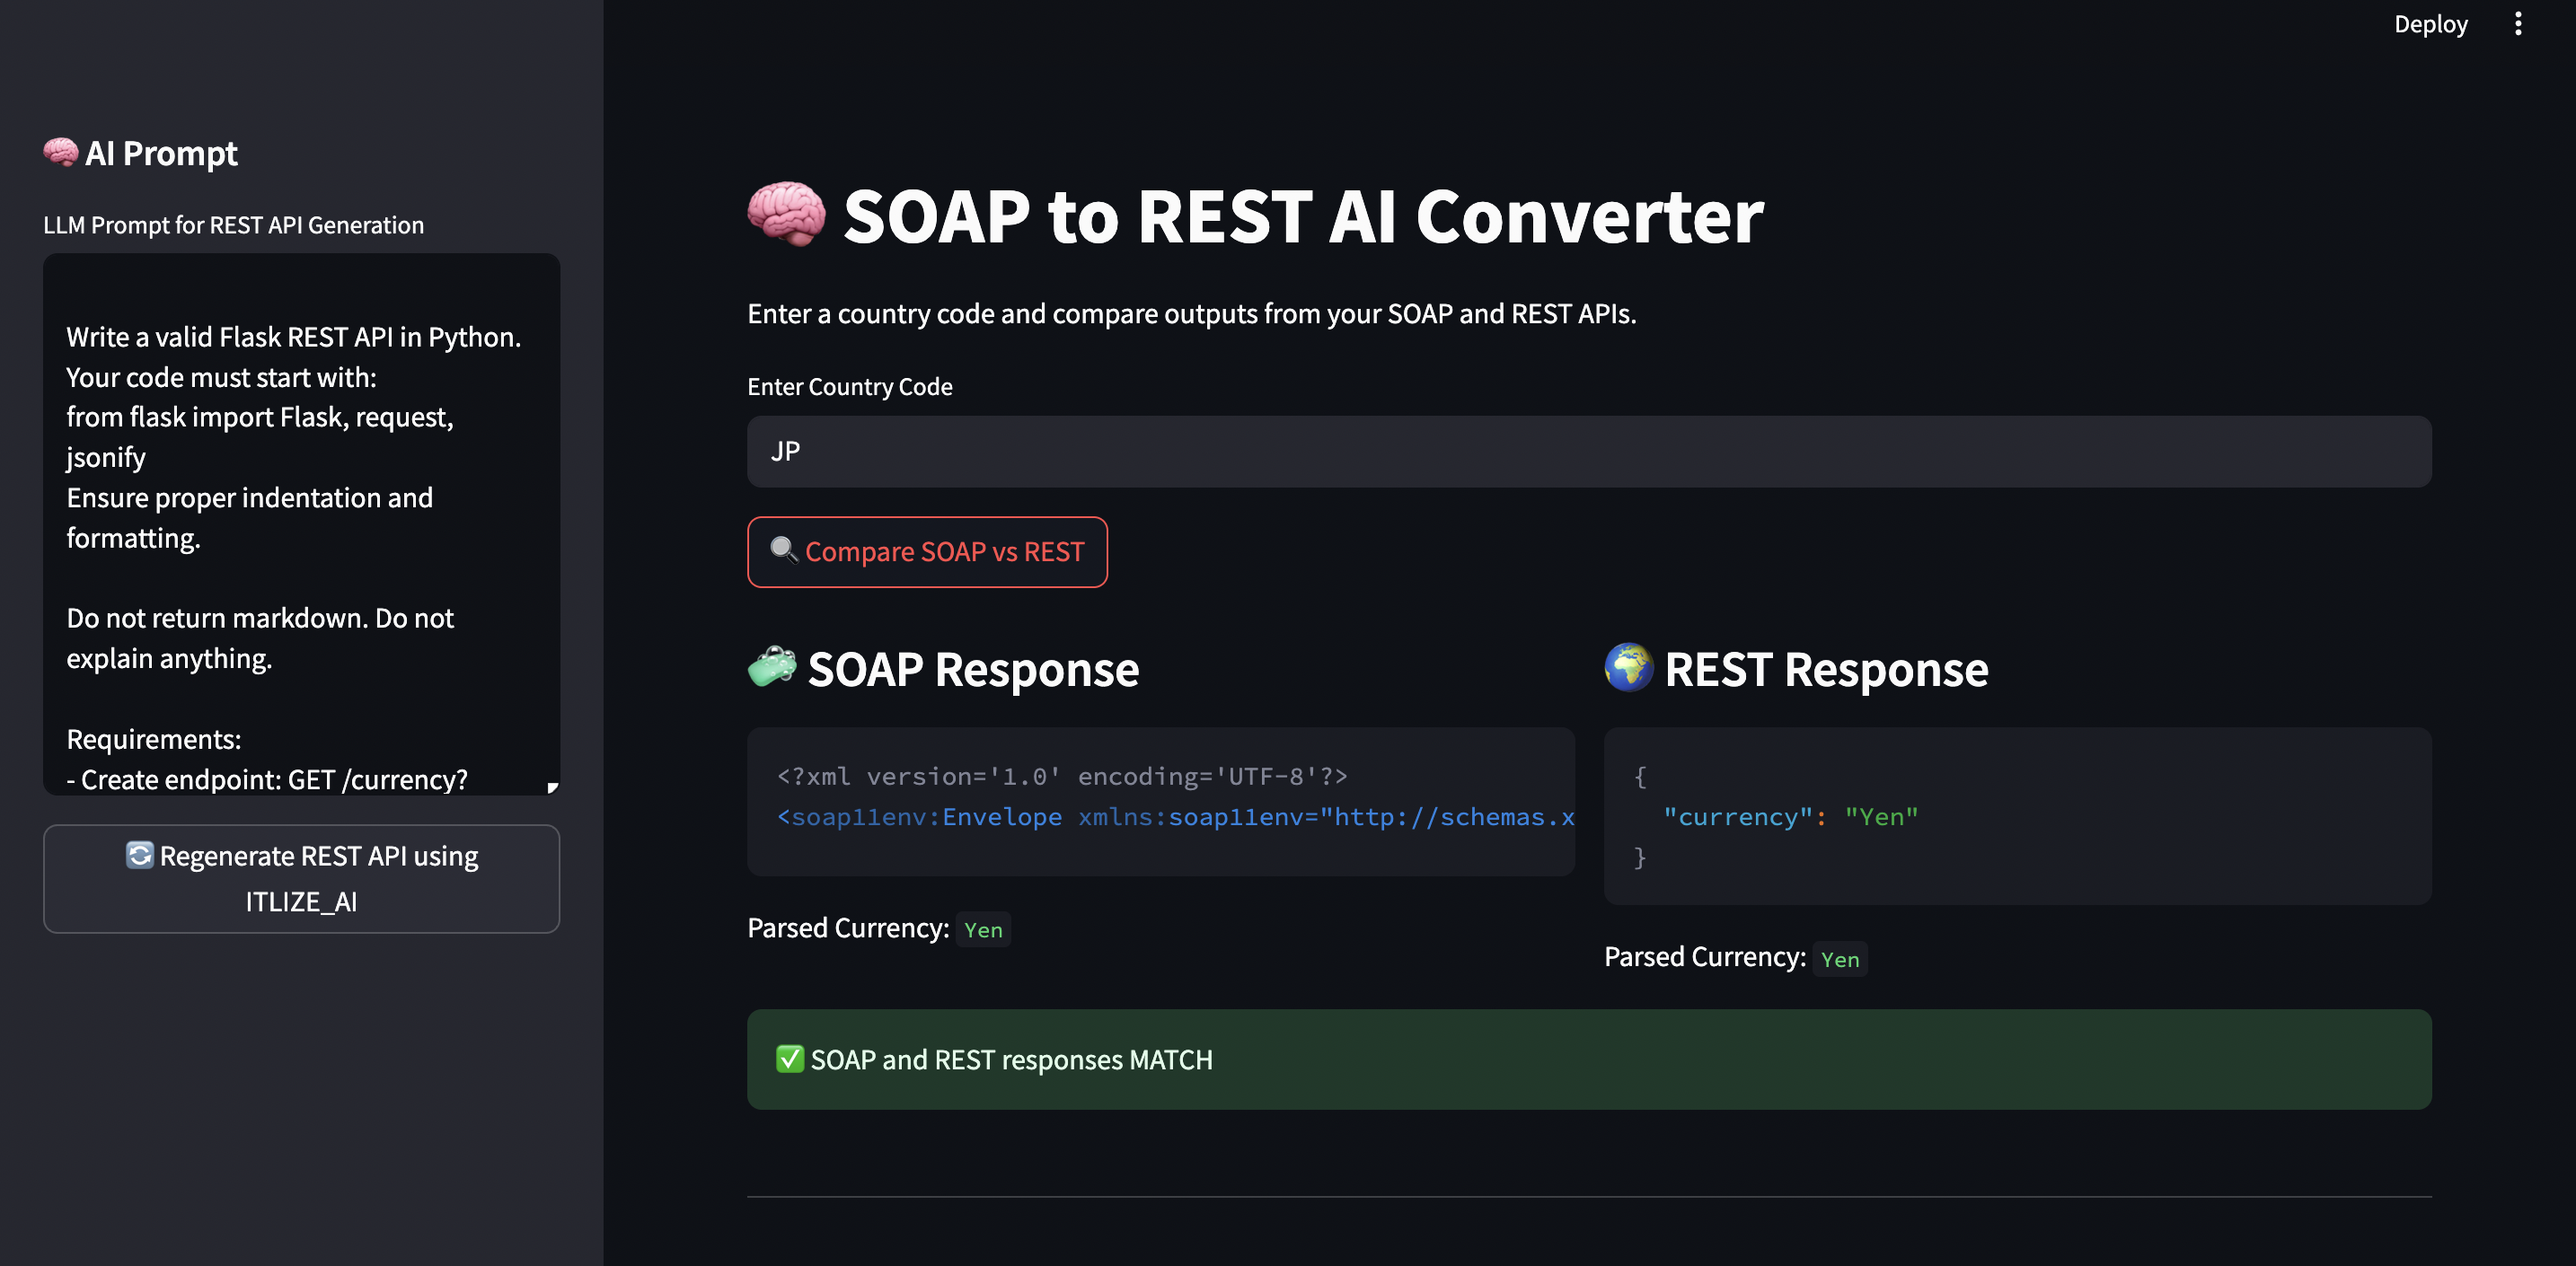 Deploy
AI Prompt
LLM Prompt for REST API Generation
Write a valid Flask REST API in Python.
Your code must start with:
from flask import Flask, request,
jsonify
Ensure proper indentation and
formatting.
Do not return markdown. Do not
explain anything.
Requirements:
- Create endpoint: GET /currency?
Regenerate REST API using
ITLIZE_AI
SOAP to REST AI Converter
Enter a country code and compare outputs from your SOAP and REST APIs.
Enter Country Code
JP
Compare SOAP vs REST
SOAP Response
<?xml version='1.0' encoding='UTF-8'?>
<soap11env:Envelope xmlns:soap11env="http://schemas.x
Parsed Currency: Yen
REST Response
{
"currency": "Yen"
}
Parsed Currency: Yen
SOAP and REST responses MATCH